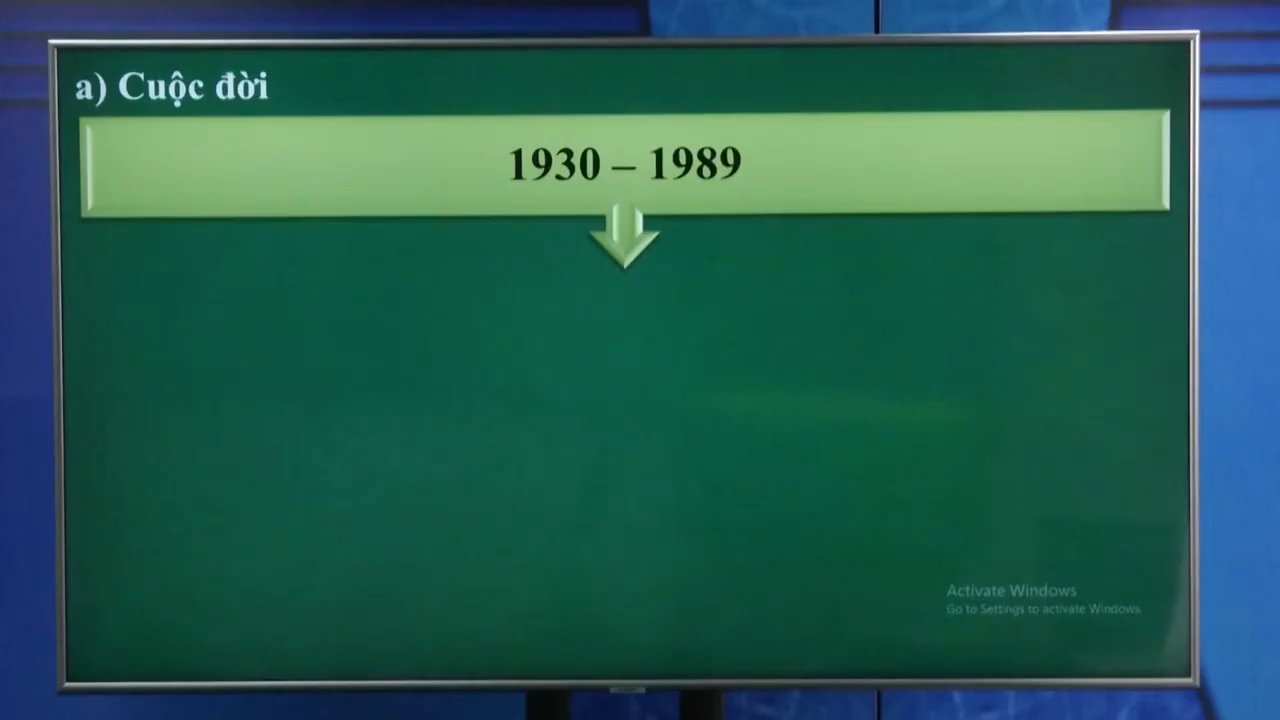 a) Cuộc đời
1930 – 1989
Activate Windows
Go to Settings to activate Windows.